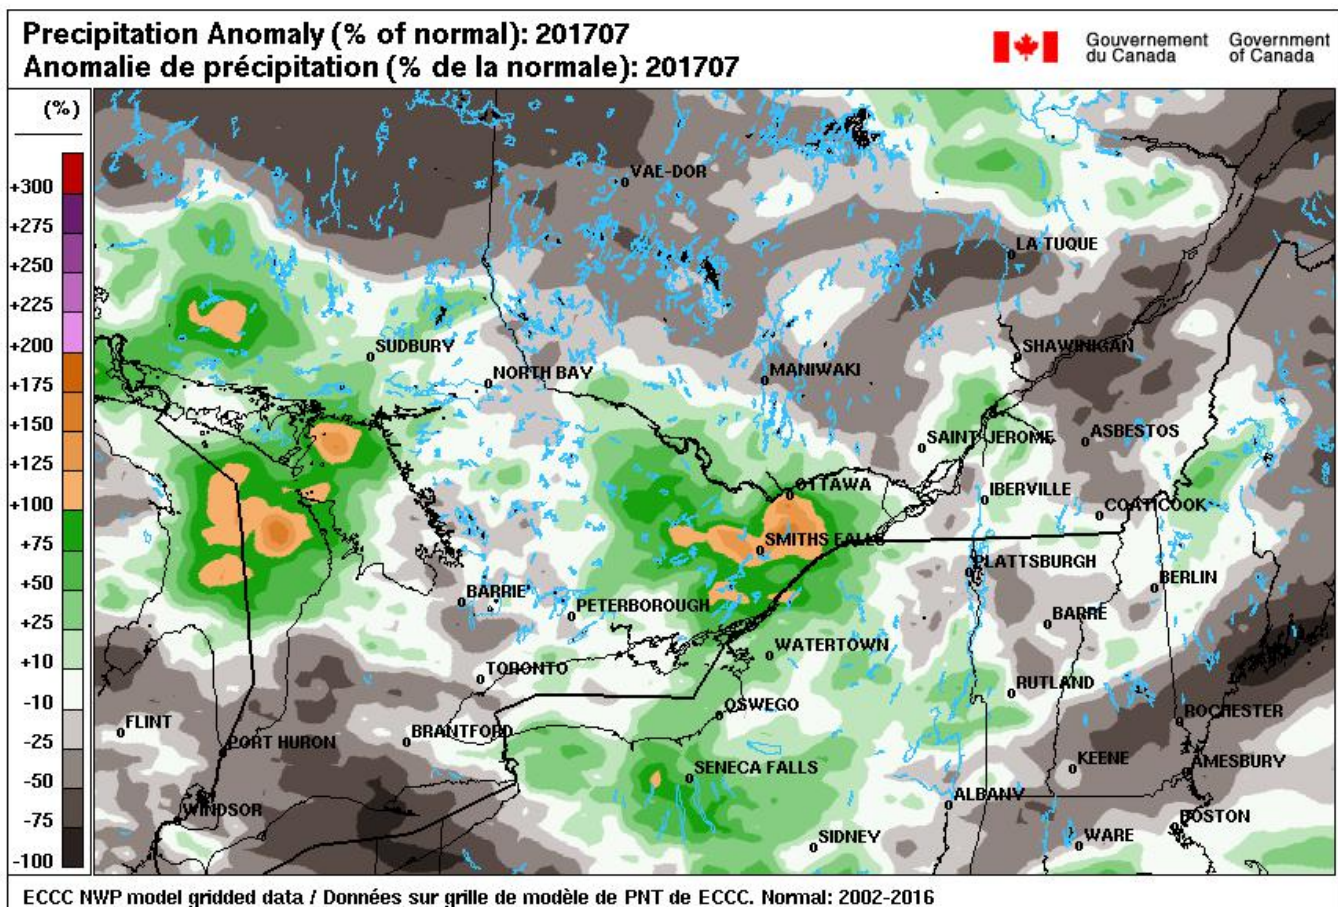 Precipitation Anomaly (% of normal): 201707
Anomalie de précipitation (% de la normale): 201707
Gouvernement du Canada
Government of Canada
(%)
+300
+275
+250
+225
+200
+175
+150
+125
+100
+75
+50
+25
+10
-10
-25
-50
-75
-100
VAE-DOR
LA TUQUE
SUDBURY
SHAWINIGAN
NORTH BAY
MANIWAKI
SAINT-JEROME
ASBESTOS
OTTAWA
IBERVILLE
COATICOOK
SMITHS FALLS
PLATTSBURGH
BERLIN
BARRIE
PETERBOROUGH
BARRE
WATERTOWN
TORONTO
RUTLAND
OSWEGO
ROCHESTER
FLINT
BRANTFORD
PORT HURON
KEENE
AMESBURY
SENECA FALLS
WINDSOR
ALBANY
BOSTON
SIDNEY
WARE
ECCC NWP model gridded data / Données sur grille de modèle de PNT de ECCC. Normal: 2002-2016